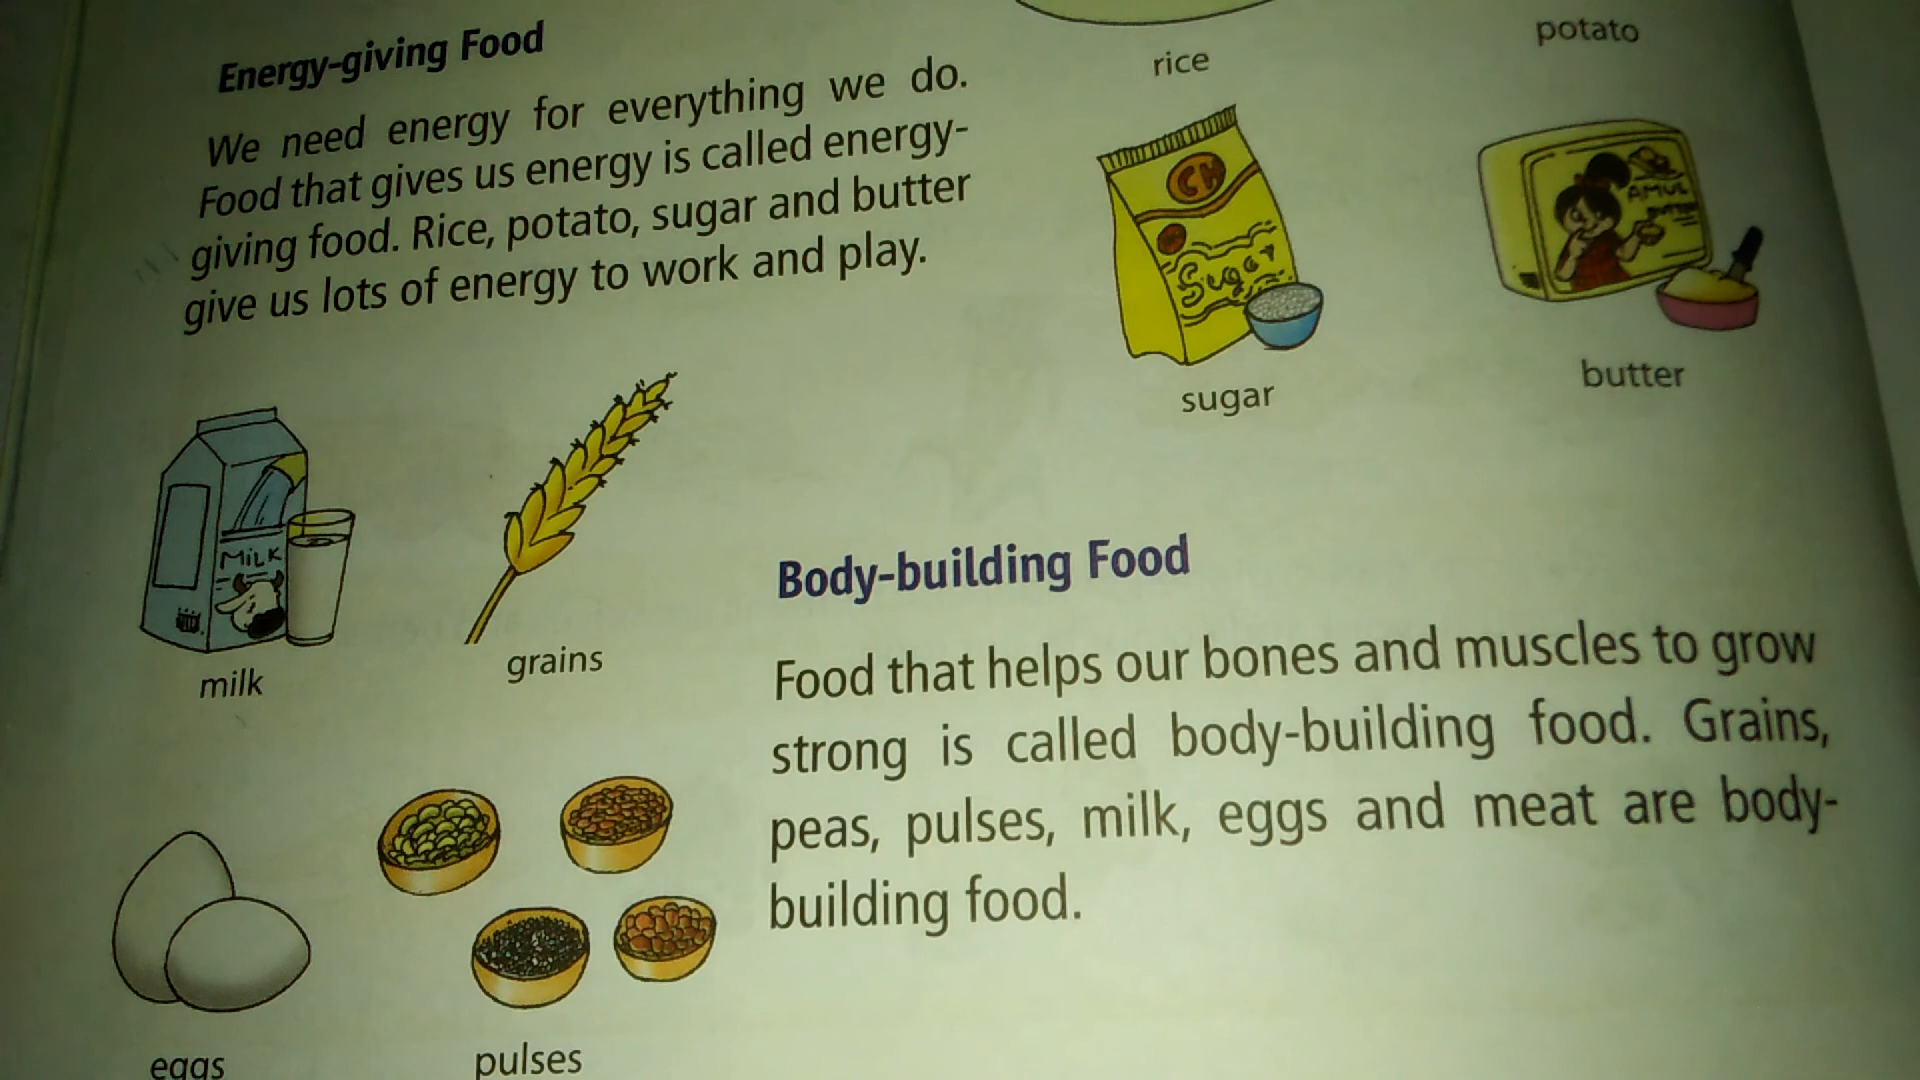 Energy-giving Food
We need energy for everything we do.
Food that gives us energy is called energy-
giving food. Rice, potato, sugar and butter
give us lots of energy to work and play.
rice
potato
CH
Sugar
sugar
AMUL
BUTTER
butter
MiLK
milk
grains
Body-building Food
Food that helps our bones and muscles to grow
strong is called body-building food. Grains,
peas, pulses, milk, eggs and meat are body-
building food.
eggs
pulses